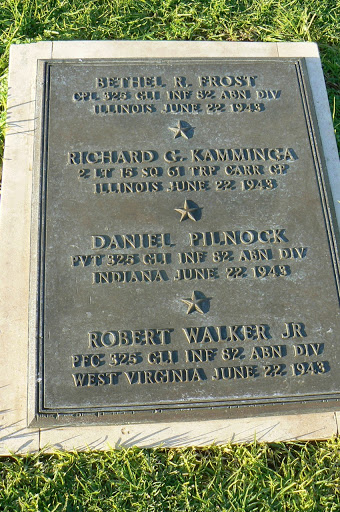 BETHEL R. FROST
CPL 325 GLI INF 82 ABN DIV
ILLINOIS JUNE 22 1943
RICHARD G. KAMMINGA
2 LT 15 SQ 61 TRP CARR GP
ILLINOIS JUNE 22 1943
DANIEL PILNOCK
PVT 325 GLI INF 82 ABN DIV
INDIANA JUNE 22 1943
ROBERT WALKER JR
PFC 325 GLI INF 82 ABN DIV
WEST VIRGINIA JUNE 22 1943